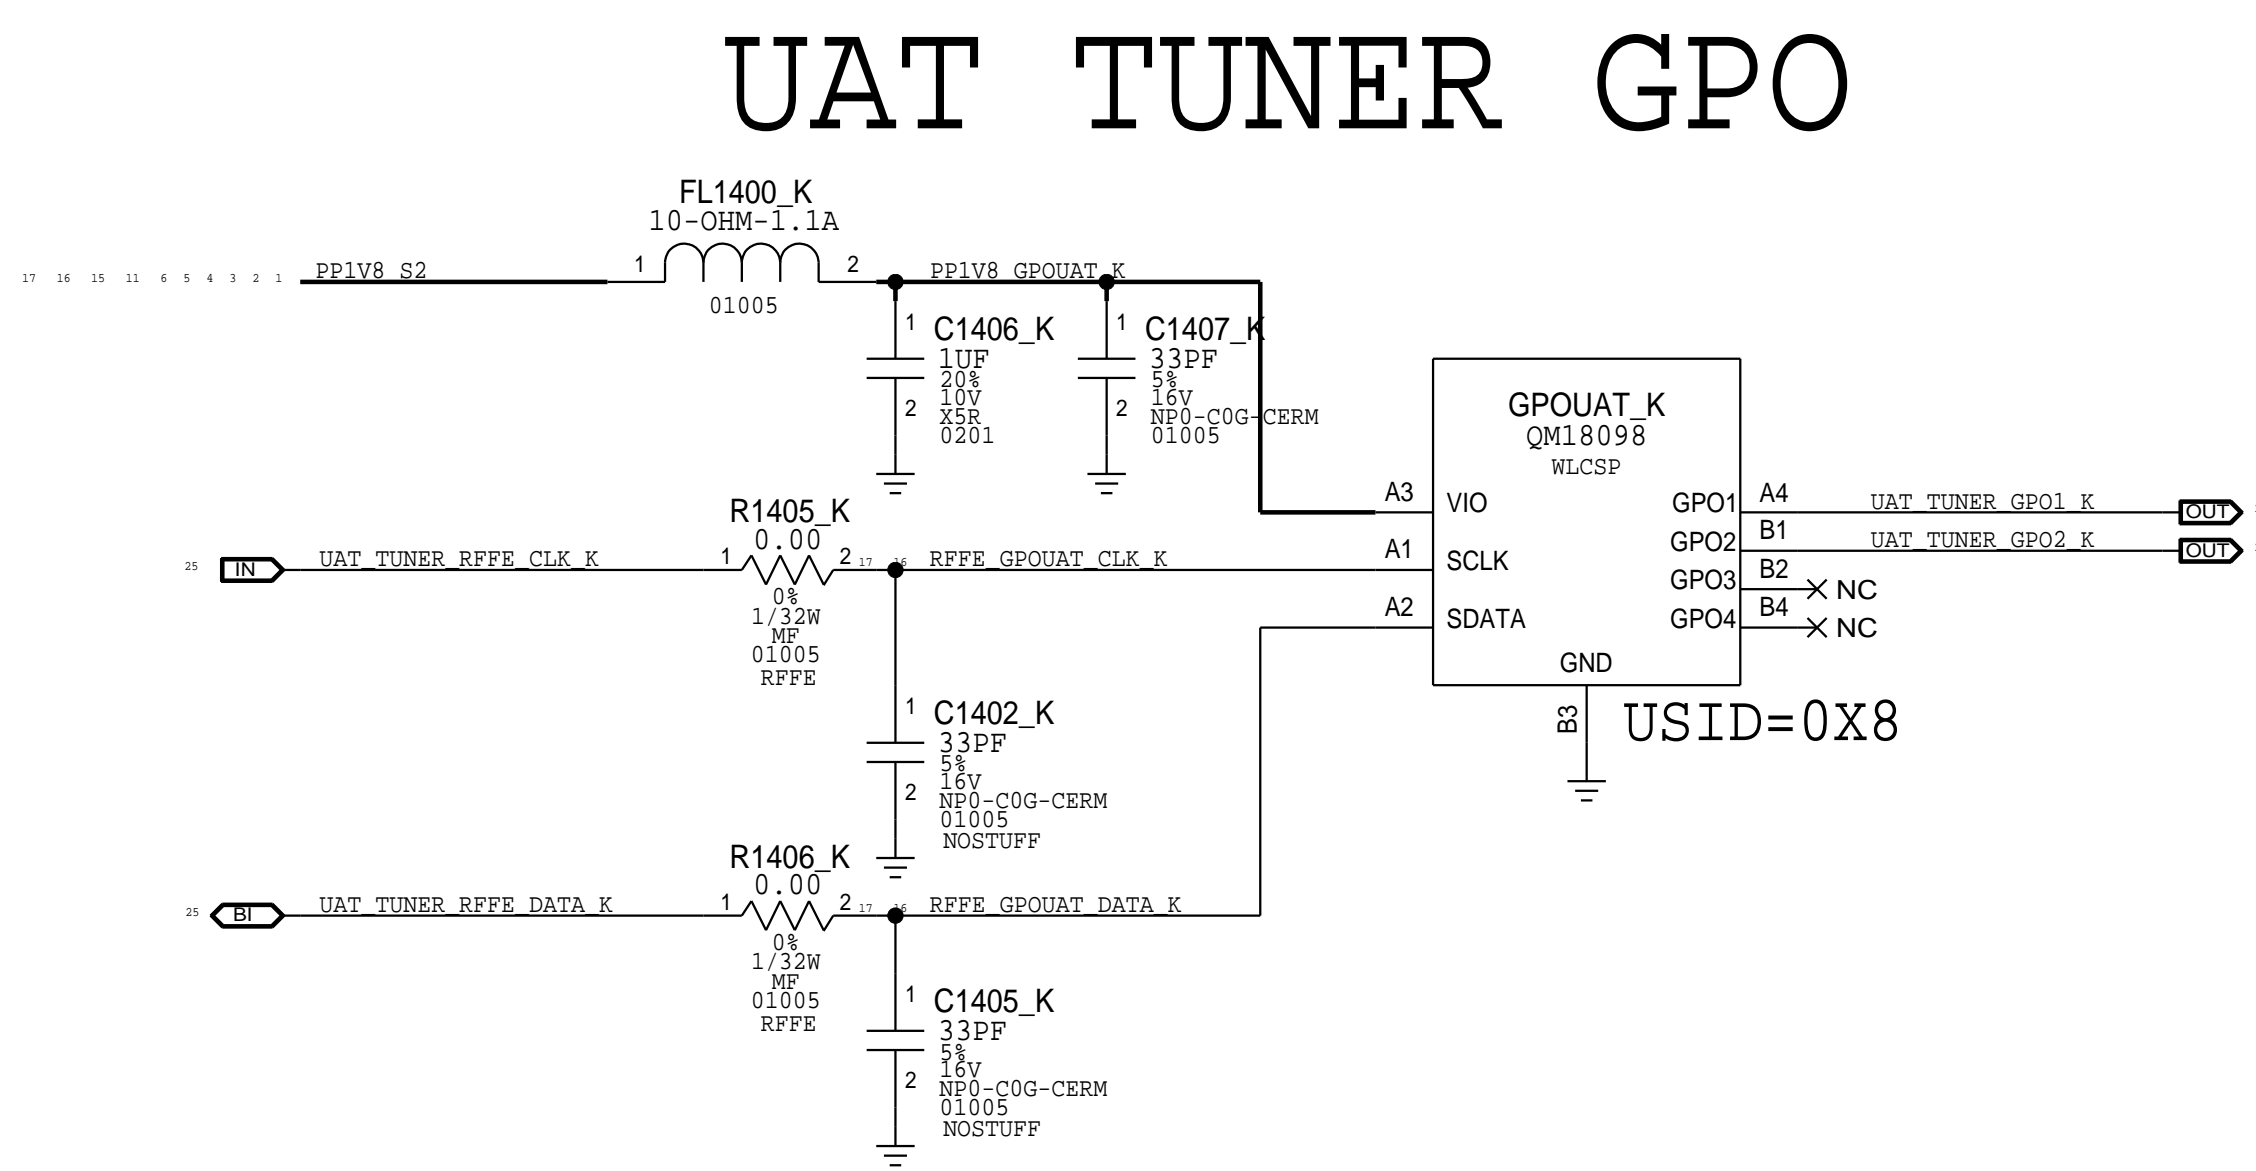 UAT TUNER GPO
FL1400_K
10-OHM-1.1A
17 16 15 11 6 5 4 3 2 1
PP1V8_S2
1
2
01005
PP1V8_GPOUAT_K
1
C1406_K
1UF
20%
10V
X5R
0201
2
1
C1407_K
33PF
5%
16V
NP0-C0G-CERM
01005
2
GPOUAT_K
QM18098
WLCSP
A3
VIO
A1
SCLK
A2
SDATA
GPO1
A4
UAT_TUNER_GPO1_K
OUT
GPO2
B1
UAT_TUNER_GPO2_K
OUT
GPO3
B2
NC
GPO4
B4
NC
GND
B3
USID=0X8
R1405_K
0.00
25
IN
UAT_TUNER_RFFE_CLK_K
1
2
17 16
RFFE_GPOUAT_CLK_K
0%
1/32W
MF
01005
RFFE
1
C1402_K
33PF
5%
16V
NP0-C0G-CERM
01005
NOSTUFF
2
R1406_K
0.00
25
BI
UAT_TUNER_RFFE_DATA_K
1
2
17 16
RFFE_GPOUAT_DATA_K
0%
1/32W
MF
01005
RFFE
1
C1405_K
33PF
5%
16V
NP0-C0G-CERM
01005
NOSTUFF
2